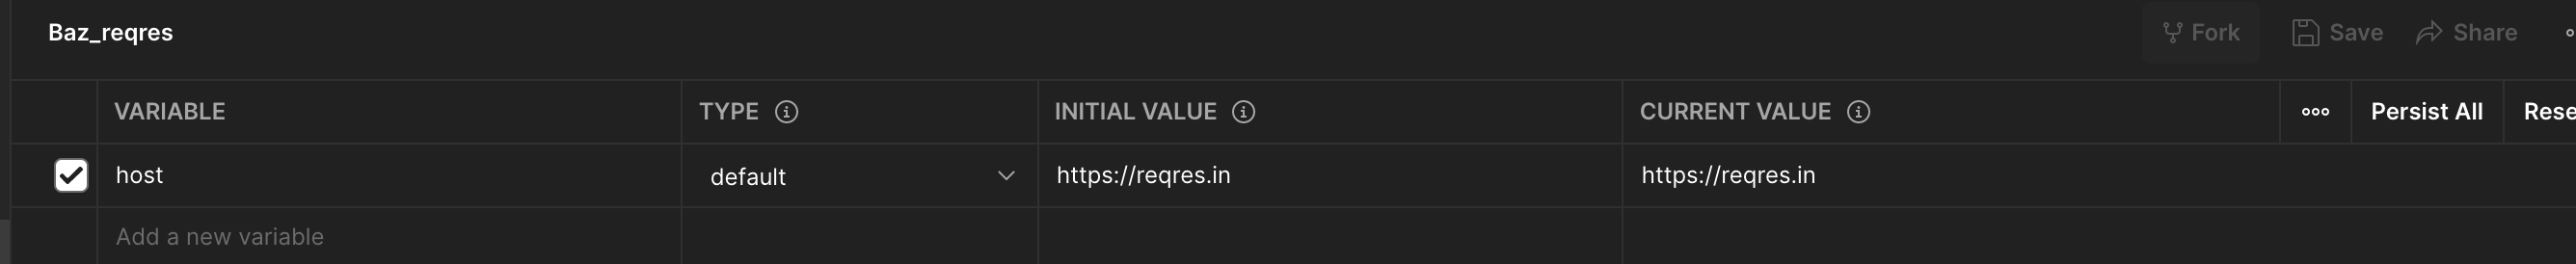 Baz_reqres Fork Save Share
VARIABLE TYPE INITIAL VALUE CURRENT VALUE Persist All Rese
host default https://reqres.in https://reqres.in
Add a new variable